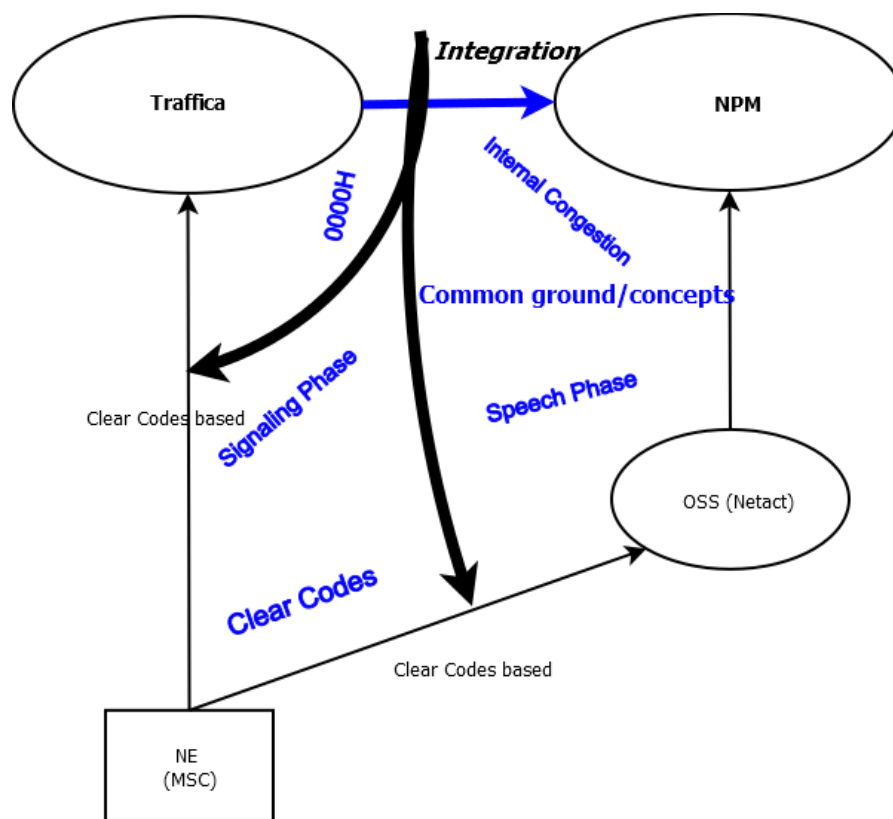 Integration
Traffica
NPM
0000H
Internal Congestion
Common ground/concepts
Signaling Phase
Speech Phase
Clear Codes based
OSS (Netact)
Clear Codes
Clear Codes based
NE
(MSC)